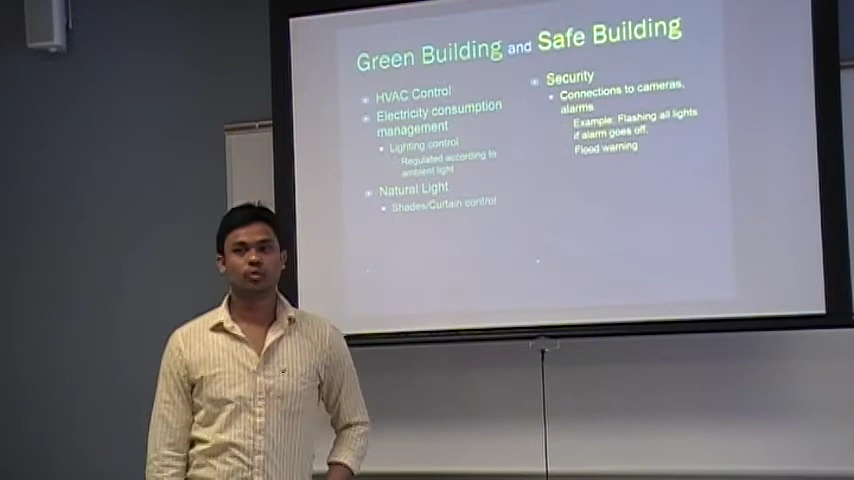 Green Building and Safe Building
HVAC Control
Electricity consumption
management
Lighting control
Regulated according to
ambient light
Natural Light
Shades/Curtain control
Security
Connections to cameras,
alarms
Example: Flashing all lights
if alarm goes off.
Flood warning